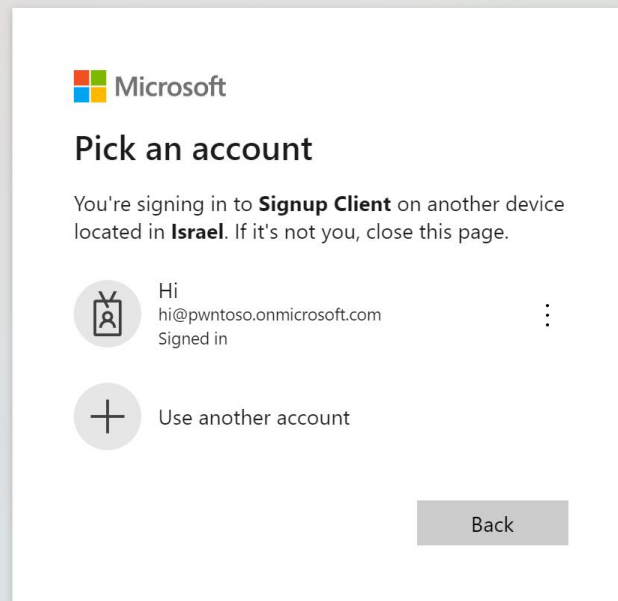 Microsoft
Pick an account
You're signing in to Signup Client on another device
located in Israel. If it's not you, close this page.
Hi
hi@pwntoso.onmicrosoft.com
Signed in
Use another account
Back